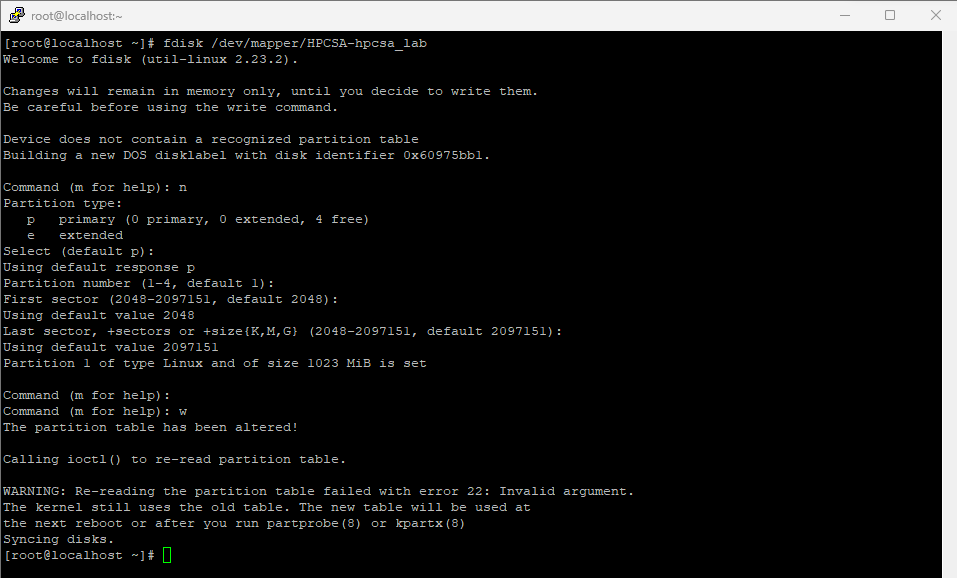 root@localhost:~
[root@localhost ~]# fdisk /dev/mapper/HPCSA-hpcsa_lab
Welcome to fdisk (util-linux 2.23.2).
Changes will remain in memory only, until you decide to write them.
Be careful before using the write command.
Device does not contain a recognized partition table
Building a new DOS disklabel with disk identifier 0x60975bb1.
Command (m for help): n
Partition type:
   p   primary (0 primary, 0 extended, 4 free)
   e   extended
Select (default p):
Using default response p
Partition number (1-4, default 1):
First sector (2048-2097151, default 2048):
Using default value 2048
Last sector, +sectors or +size{K,M,G} (2048-2097151, default 2097151):
Using default value 2097151
Partition 1 of type Linux and of size 1023 MiB is set
Command (m for help):
Command (m for help): w
The partition table has been altered!
Calling ioctl() to re-read partition table.
WARNING: Re-reading the partition table failed with error 22: Invalid argument.
The kernel still uses the old table. The new table will be used at
the next reboot or after you run partprobe(8) or kpartx(8)
Syncing disks.
[root@localhost ~]#